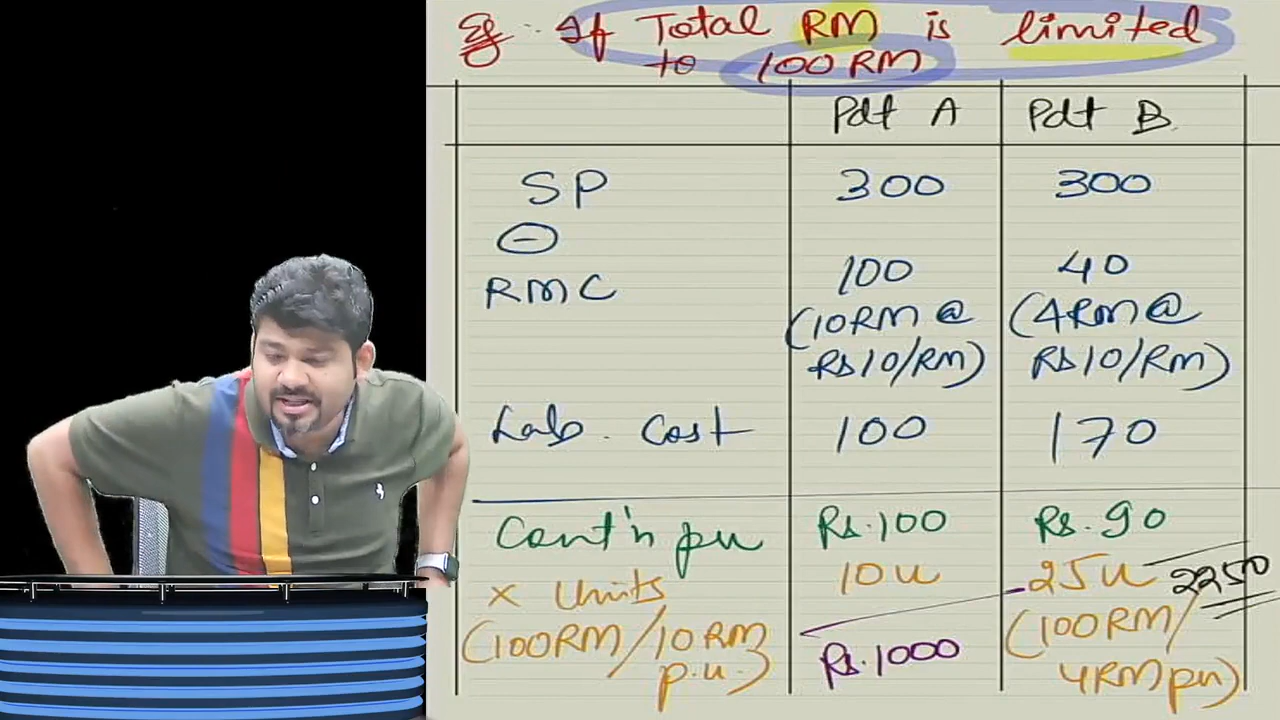 Eg :- If Total RM is limited
to 100 RM
Pdt A Pdt B
SP 300 300
(-)
RMC 100 40
(10RM @ (4RM @
Rs10/RM) Rs10/RM)
Lab. Cost 100 170
Cont'n pu Rs.100 Rs.90
x Units 10u 25u 2250
(100RM/10RM (100RM/
p.u.) Rs.1000 4RM pu)